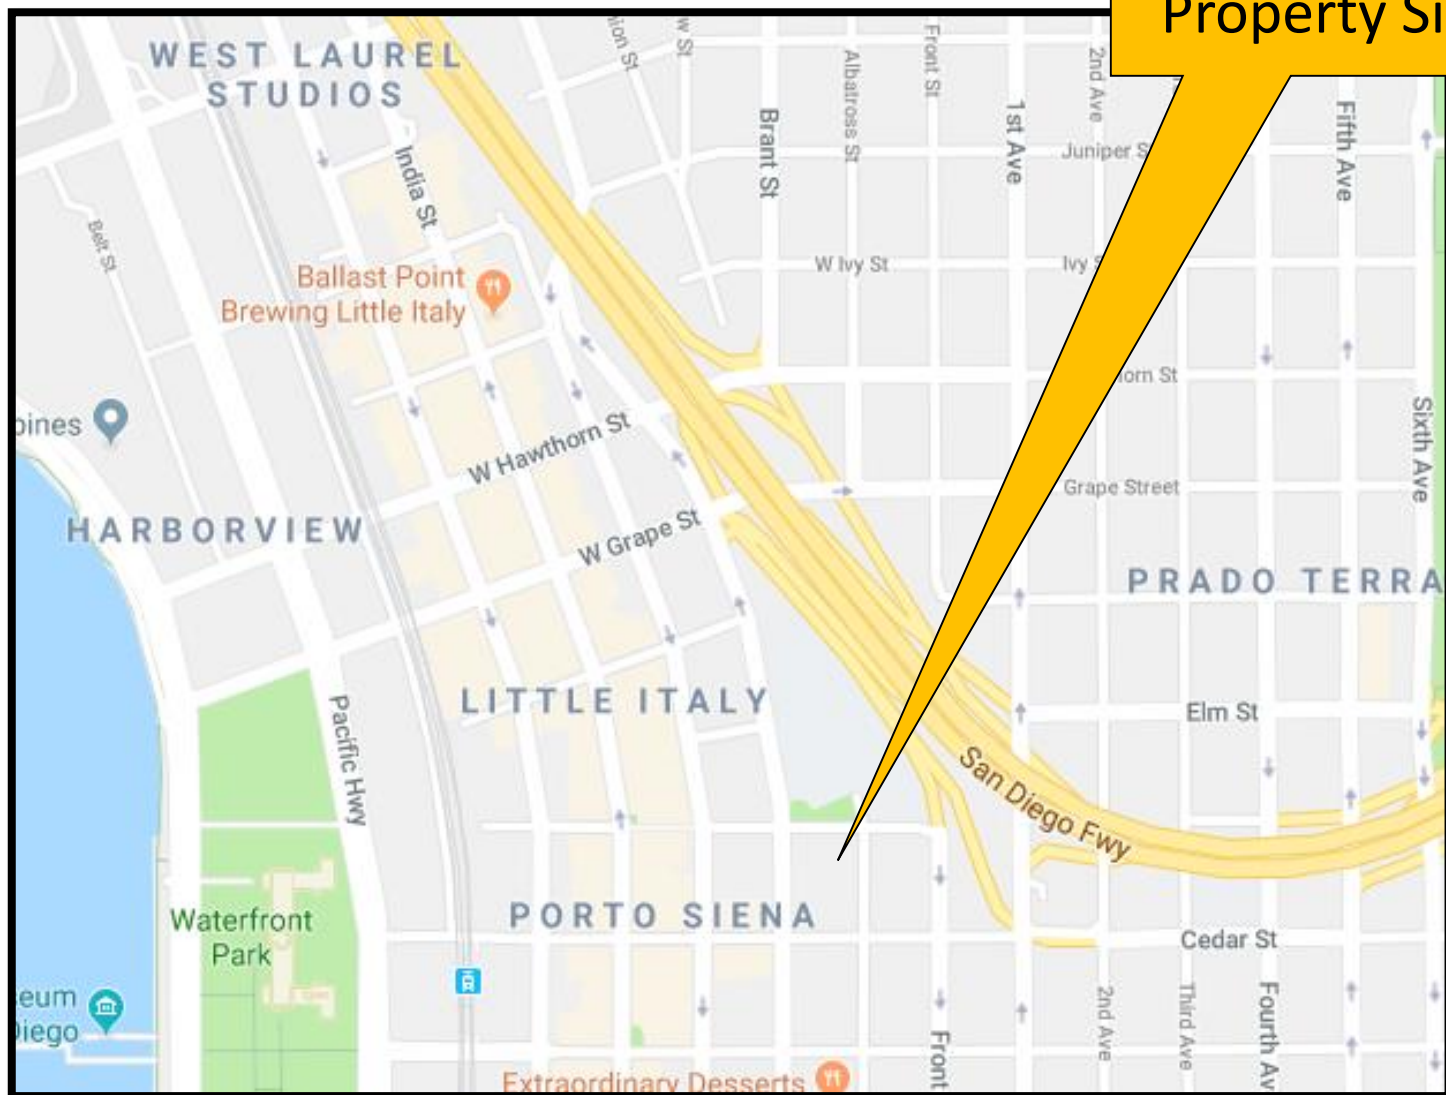 Property Si
WEST LAUREL
STUDIOS
India St
Belt St
Brant St
Albatross St
Front St
1st Ave
2nd Ave
Juniper S
Fifth Ave
W Ivy St
Ivy S
Ballast Point
Brewing Little Italy
orn St
Sixth Ave
W Hawthorn St
Grape Street
W Grape St
HARBORVIEW
PRADO TERRA
LITTLE ITALY
Pacific Hwy
Elm St
San Diego Fwy
Waterfront
Park
PORTO SIENA
Cedar St
eum
Diego
2nd Ave
Third Ave
Fourth Av
Front
Extraordinary Desserts